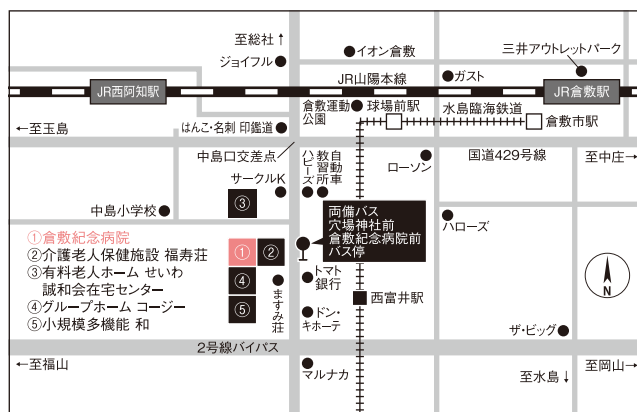 至総社↑
ジョイフル
イオン倉敷
三井アウトレットパーク
JR山陽本線
ガスト
JR西阿知駅
JR倉敷駅
倉敷運動
公園
球場前駅
水島臨海鉄道
倉敷市駅
←至玉島
はんこ・名刺 印鑑道
中島口交差点
国道429号線
至中庄→
サークルK
ハピーズ
自動車
教習所
ローソン
③
中島小学校
ハローズ
両備バス
穴場神社前
倉敷紀念病院前
バス停
①倉敷紀念病院
②介護老人保健施設 福寿荘
③有料老人ホーム せいわ
誠和会在宅センター
④グループホーム コージー
⑤小規模多機能 和
①
②
④
⑤
ますみ荘
トマト
銀行
西富井駅
N
ドン・
キホーテ
ザ・ビッグ
2号線バイパス
←至福山
マルナカ
至水島↓
至岡山→